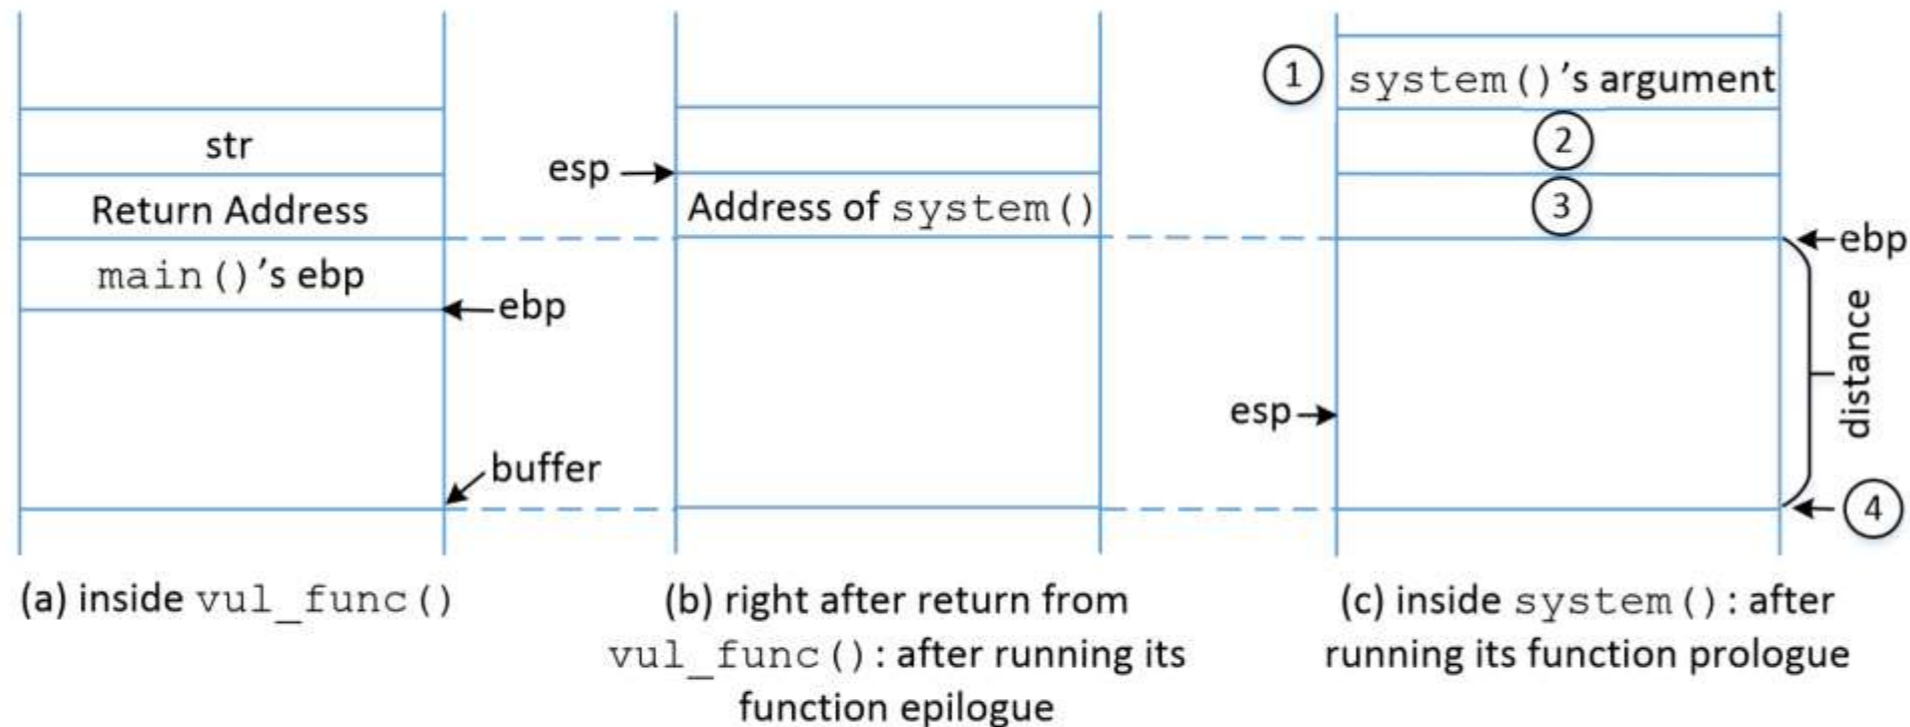 str
Return Address
main()'s ebp
ebp
buffer
(a) inside vul_func()
esp
Address of system()
(b) right after return from
vul_func(): after running its
function epilogue
1
system()'s argument
2
3
ebp
distance
esp
4
(c) inside system(): after
running its function prologue